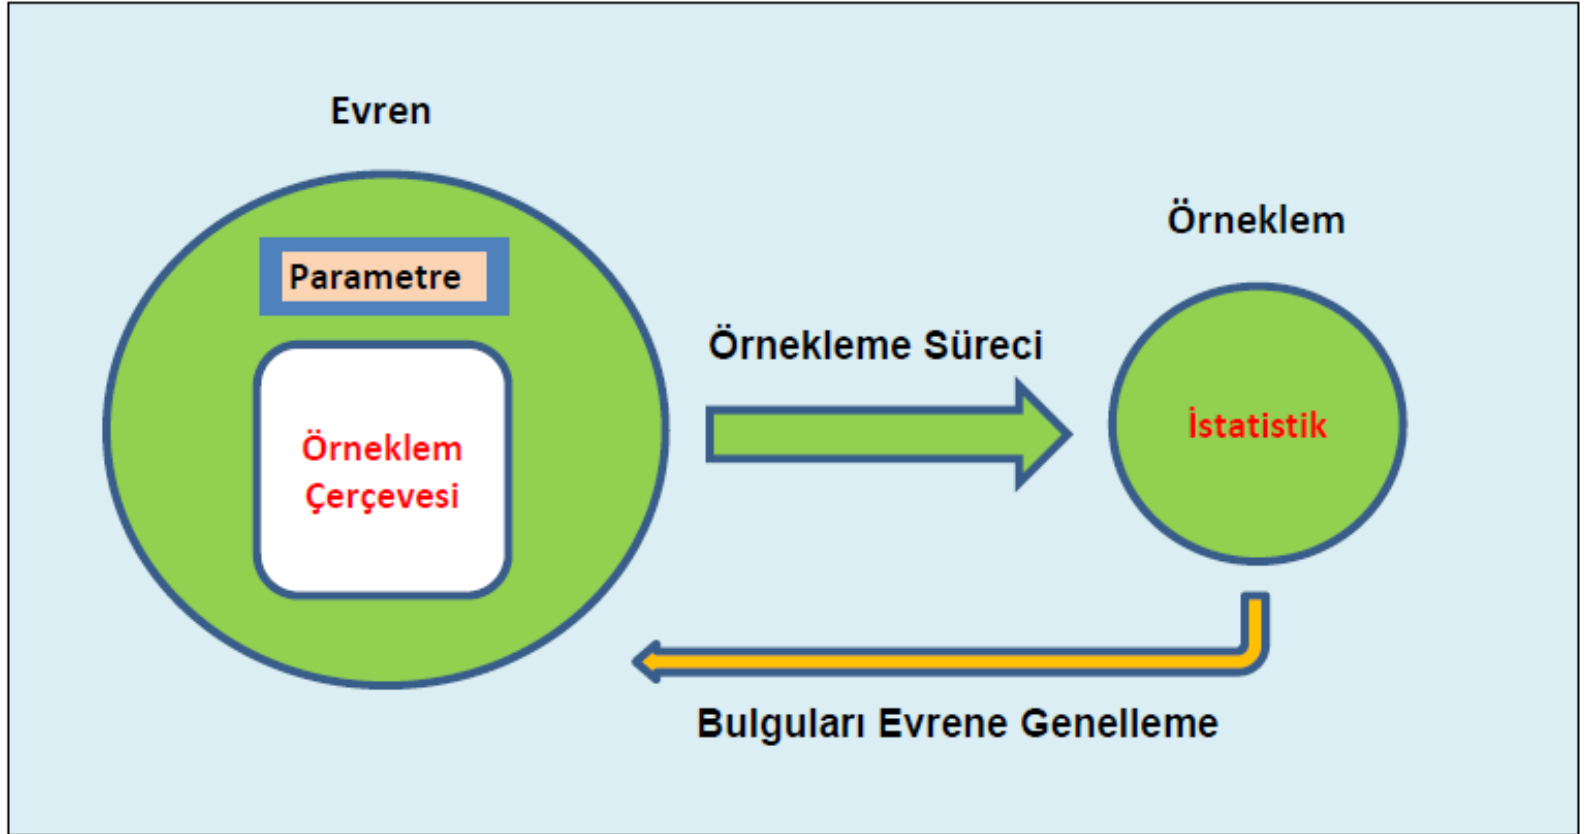 Evren
Parametre
Örneklem
Çerçevesi
Örnekleme Süreci
Örneklem
İstatistik
Bulguları Evrene Genelleme